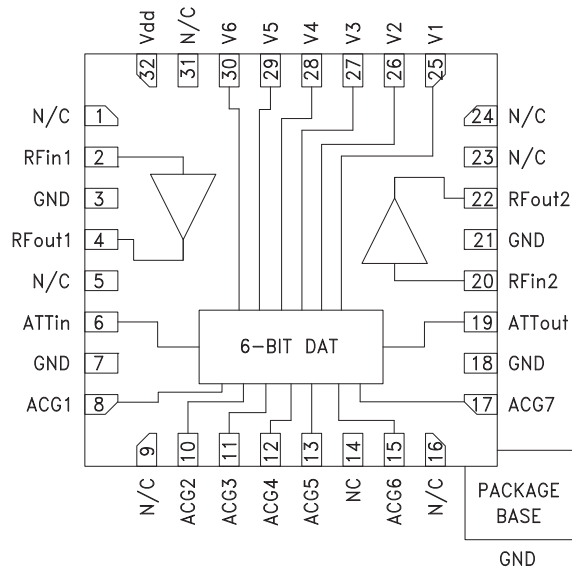 Vdd
N/C
V6
V5
V4
V3
V2
V1
32
31
30
29
28
27
26
25
N/C 1
RFin1 2
GND 3
RFout1 4
N/C 5
ATTin 6
GND 7
ACG1 8
24 N/C
23 N/C
22 RFout2
21 GND
20 RFin2
19 ATTout
18 GND
17 ACG7
6-BIT DAT
9
10
11
12
13
14
15
16
N/C
ACG2
ACG3
ACG4
ACG5
NC
ACG6
N/C
PACKAGE
BASE
GND